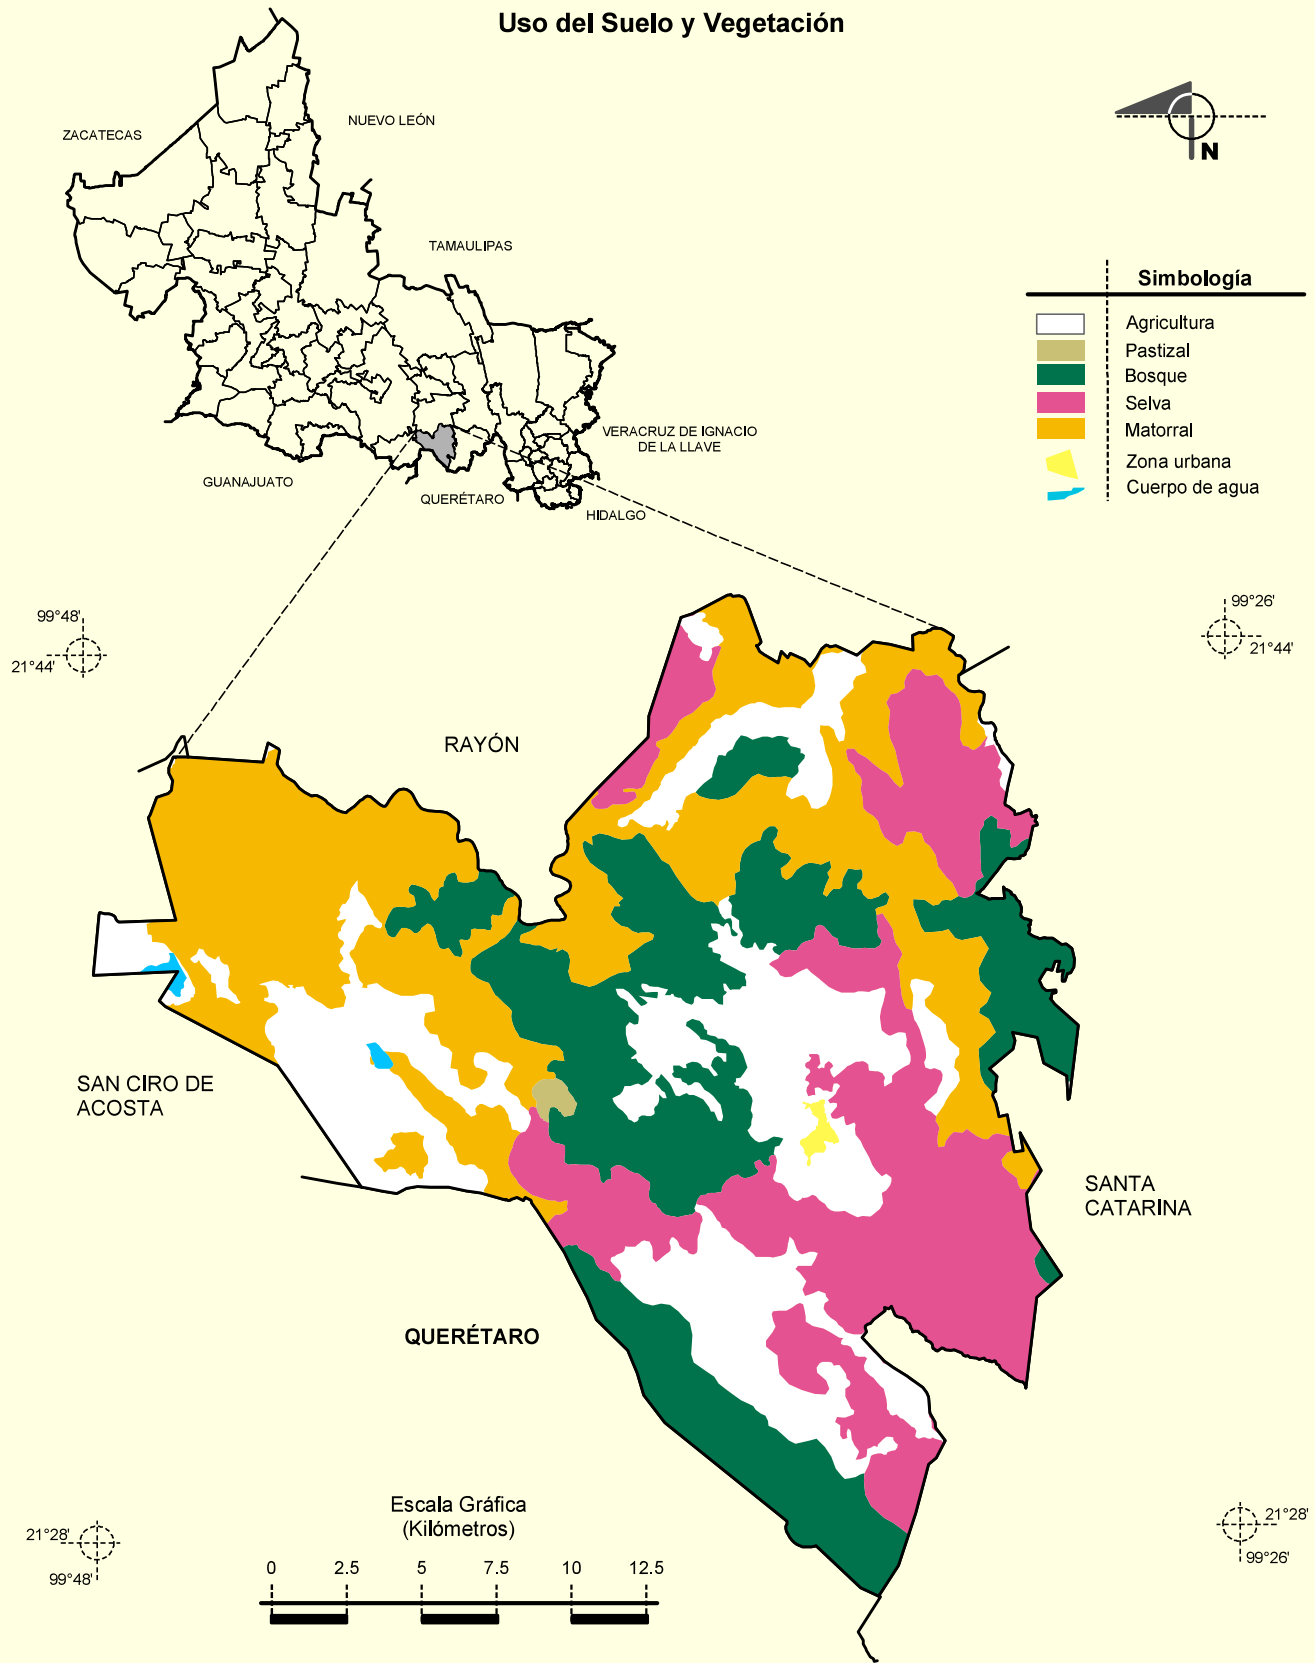 Uso del Suelo y Vegetación
ZACATECAS
NUEVO LEÓN
TAMAULIPAS
VERACRUZ DE IGNACIO
DE LA LLAVE
GUANAJUATO
QUERÉTARO
HIDALGO
N
Simbología
Agricultura
Pastizal
Bosque
Selva
Matorral
Zona urbana
Cuerpo de agua
99°48'
21°44'
99°26'
21°44'
RAYÓN
SAN CIRO DE
ACOSTA
SANTA
CATARINA
QUERÉTARO
Escala Gráfica
(Kilómetros)
0 2.5 5 7.5 10 12.5
21°28'
99°48'
21°28'
99°26'